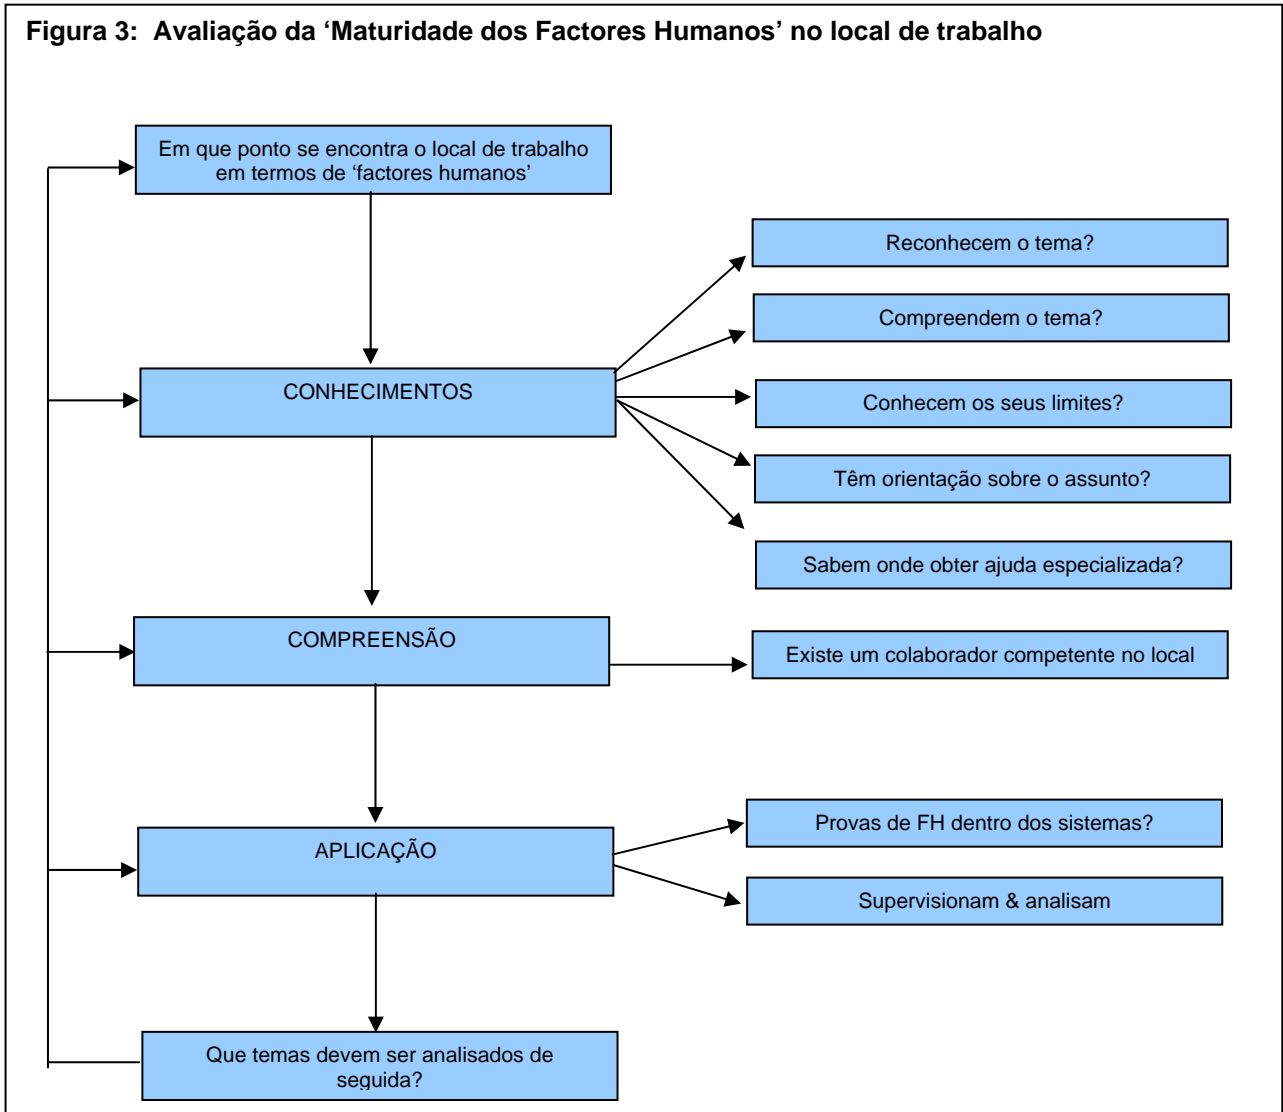 Figura 3:  Avaliação da ‘Maturidade dos Factores Humanos’ no local de trabalho
Em que ponto se encontra o local de trabalho
em termos de ‘factores humanos’
Reconhecem o tema?
Compreendem o tema?
CONHECIMENTOS
Conhecem os seus limites?
Têm orientação sobre o assunto?
Sabem onde obter ajuda especializada?
COMPREENSÃO
Existe um colaborador competente no local
APLICAÇÃO
Provas de FH dentro dos sistemas?
Supervisionam & analisam
Que temas devem ser analisados de
seguida?